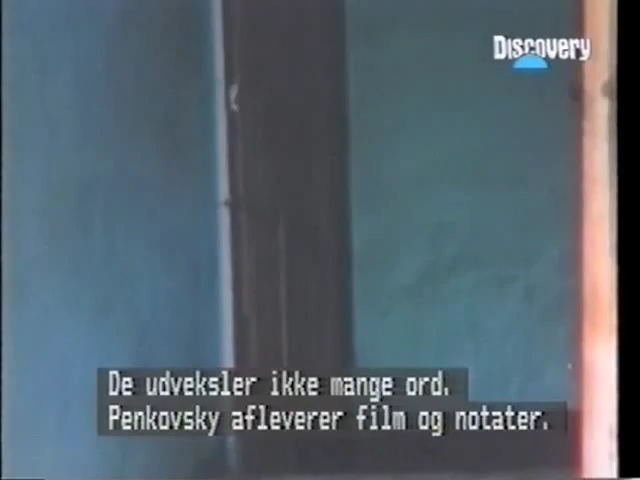 Discovery
De udveksler ikke mange ord.
Penkovsky afleverer film og notater.